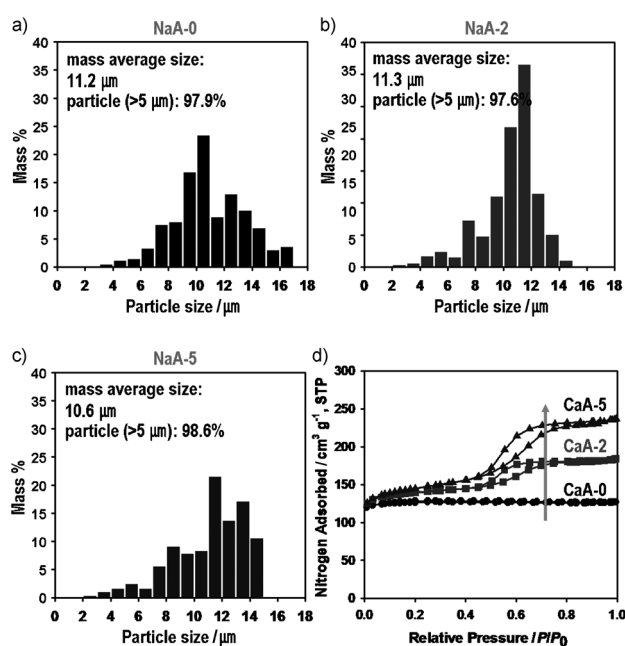 a) NaA-0
mass average size:
11.2 µm
particle (>5 µm): 97.9%
Mass %
40
35
30
25
20
15
10
5
0
0 2 4 6 8 10 12 14 16 18
Particle size /µm
b) NaA-2
mass average size:
11.3 µm
particle (>5 µm): 97.6%
Mass %
40
35
30
25
20
15
10
5
0
0 2 4 6 8 10 12 14 16 18
Particle size /µm
c) NaA-5
mass average size:
10.6 µm
particle (>5 µm): 98.6%
Mass %
40
35
30
25
20
15
10
5
0
0 2 4 6 8 10 12 14 16 18
Particle size /µm
d)
Nitrogen Adsorbed / cm³ g⁻¹, STP
300
250
200
150
100
50
0
CaA-5
CaA-2
CaA-0
0.0 0.2 0.4 0.6 0.8 1.0
Relative Pressure /P/P₀